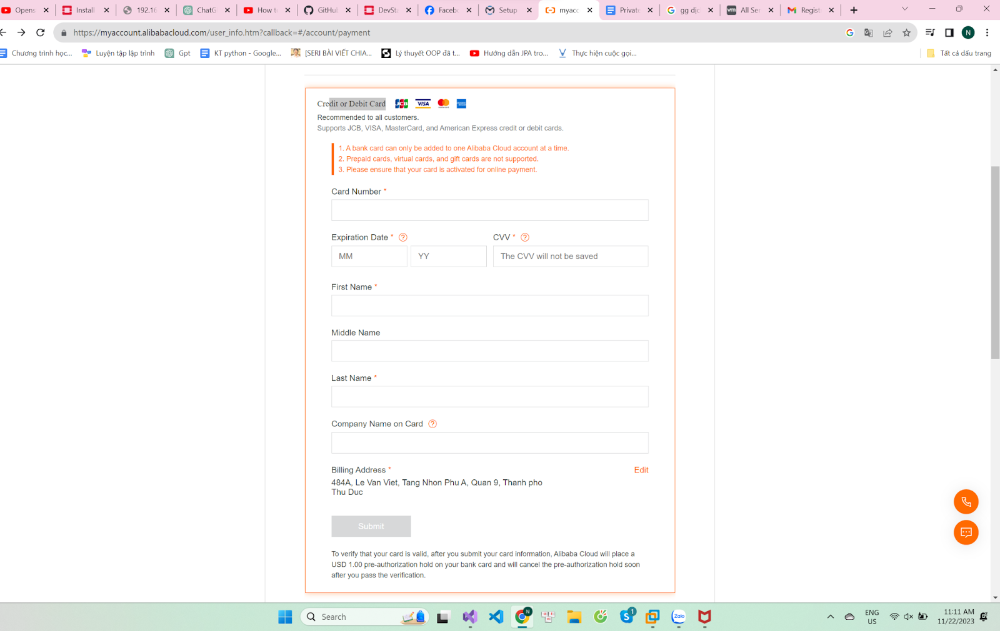 Opens
Install
192.16
ChatG
How t
GitHub
DevSta
Facebo
Setup
myacc
Private
gg dịc
All Ser
Regist
https://myaccount.alibabacloud.com/user_info.htm?callback=#/account/payment
N
Chương trình học...
Luyện tập lập trình
Gpt
KT python - Google...
[SERI BÀI VIẾT CHIA...
Lý thuyết OOP đã t...
Hướng dẫn JPA tro...
Thực hiện cuộc gọi...
Tất cả dấu trang
Credit or Debit Card JCB VISA
Recommended to all customers.
Supports JCB, VISA, MasterCard, and American Express credit or debit cards.
1. A bank card can only be added to one Alibaba Cloud account at a time.
2. Prepaid cards, virtual cards, and gift cards are not supported.
3. Please ensure that your card is activated for online payment.
Card Number *
Expiration Date * ? CVV * ?
MM YY The CVV will not be saved
First Name *
Middle Name
Last Name *
Company Name on Card ?
Billing Address * Edit
484A, Le Van Viet, Tang Nhon Phu A, Quan 9, Thanh pho
Thu Duc
Submit
To verify that your card is valid, after you submit your card information, Alibaba Cloud will place a
USD 1.00 pre-authorization hold on your bank card and will cancel the pre-authorization hold soon
after you pass the verification.
Search
N
S
1
Zalo
ENG
US
11:11 AM
11/22/2023